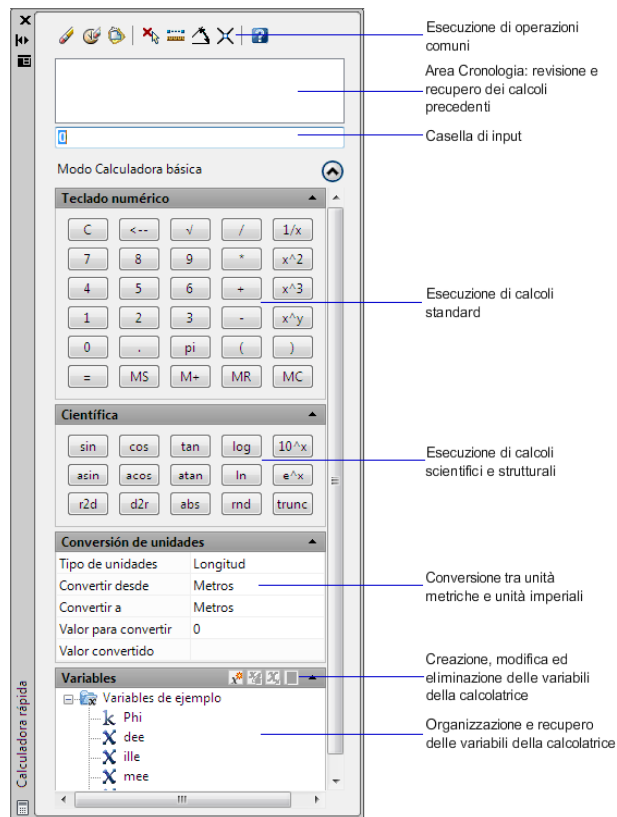 Esecuzione di operazioni
comuni
Area Cronologia: revisione e
recupero dei calcoli
precedenti
0
Casella di input
Modo Calculadora básica
Teclado numérico
C <-- √ / 1/x
7 8 9 * x^2
4 5 6 + x^3
Esecuzione di calcoli
standard
1 2 3 - x^y
0 . pi ( )
= MS M+ MR MC
Científica
sin cos tan log 10^x
Esecuzione di calcoli
scientifici e strutturali
asin acos atan ln e^x
r2d d2r abs rnd trunc
Conversión de unidades
Tipo de unidades Longitud
Convertir desde Metros
Conversione tra unità
metriche e unità imperiali
Convertir a Metros
Valor para convertir 0
Valor convertido
Variables
Creazione, modifica ed
eliminazione delle variabili
della calcolatrice
Variables de ejemplo
k Phi
X dee
X ille
X mee
Organizzazione e recupero
delle variabili della calcolatrice
Calculadora rápida